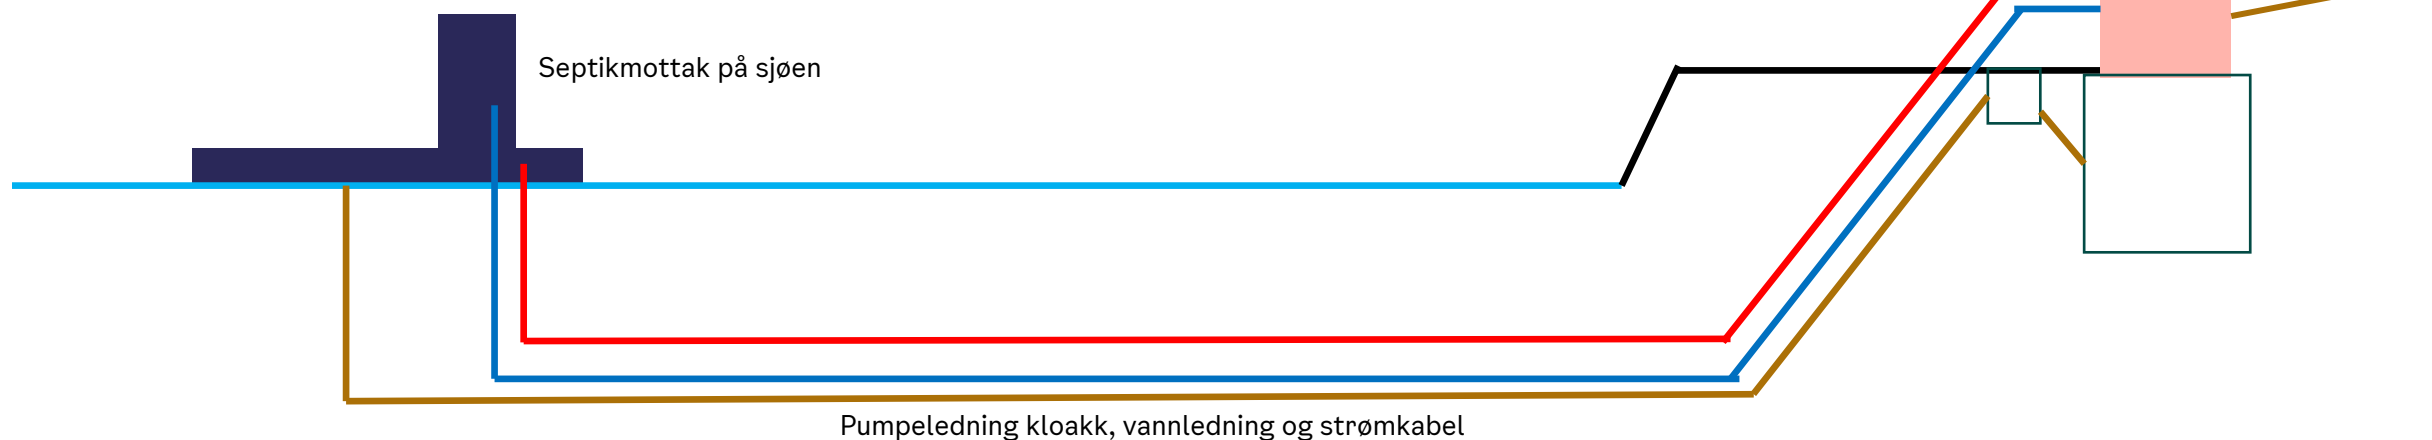 Septikmottak på sjøen
Pumpeledning kloakk, vannledning og strømkabel